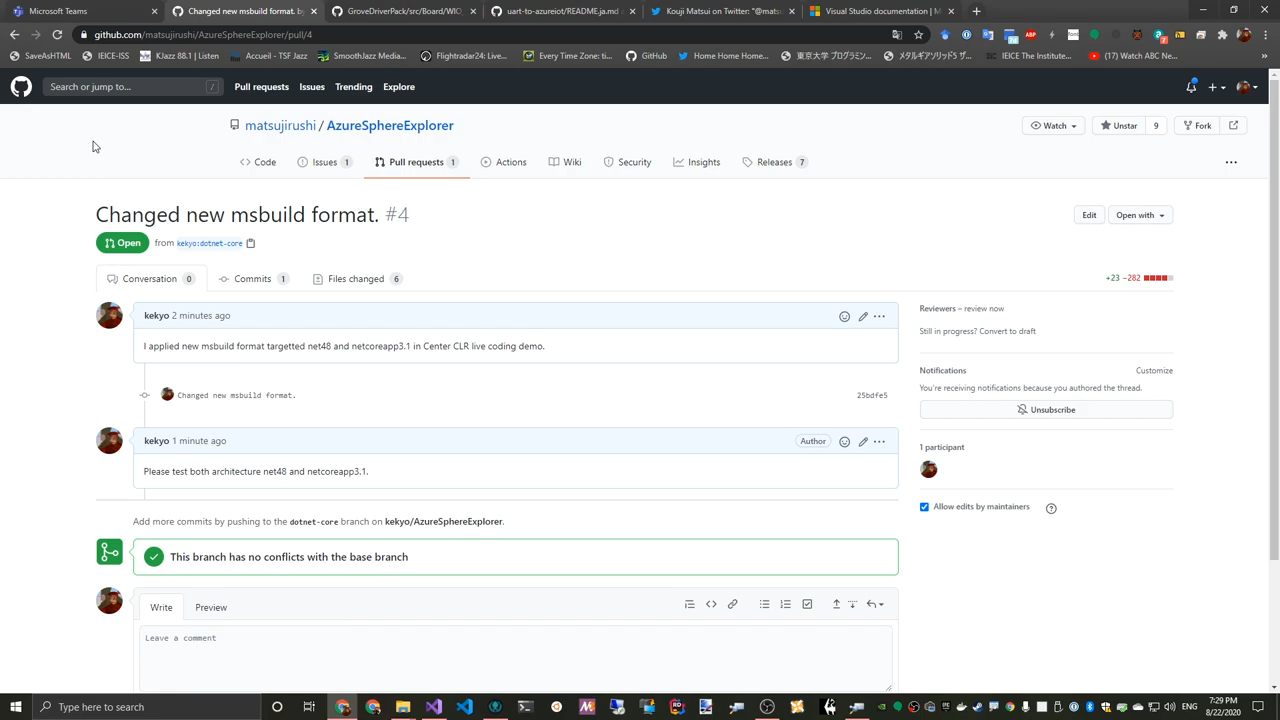 Microsoft Teams
Changed new msbuild format. by
GroveDriverPack/src/Board/WIO
uart-to-azureiot/README.md at
Kouji Matsui on Twitter: "@mats
Visual Studio documentation | M
github.com/matsujirushi/AzureSphereExplorer/pull/4
SaveAsHTML
IEICE-ISS
KJazz 88.1 | Listen
Accueil - TSF Jazz
SmoothJazz Media...
Flightradar24: Live...
Every Time Zone:...
GitHub
Home Home Home...
東京大学 プログラミン...
メタルギアソリッド5...
IEICE The Institute...
(17) Watch ABC Ne...
Search or jump to...
/
Pull requests
Issues
Trending
Explore
matsujirushi / AzureSphereExplorer
Watch
Unstar
9
Fork
Code
Issues 1
Pull requests 1
Actions
Wiki
Security
Insights
Releases 7
Changed new msbuild format. #4
Edit
Open with
Open
from kekyo:dotnet-core
Conversation 0
Commits 1
Files changed 6
+23 −282
kekyo 2 minutes ago
I applied new msbuild format targetted net48 and netcoreapp3.1 in Center CLR live coding demo.
Changed new msbuild format.
25bdfe5
kekyo 1 minute ago
Author
Please test both architecture net48 and netcoreapp3.1.
Add more commits by pushing to the dotnet-core branch on kekyo/AzureSphereExplorer.
This branch has no conflicts with the base branch
Write
Preview
Leave a comment
Reviewers – review now
Still in progress? Convert to draft
Notifications
Customize
You're receiving notifications because you authored the thread.
Unsubscribe
1 participant
Allow edits by maintainers
Type here to search
7:29 PM
8/22/2020